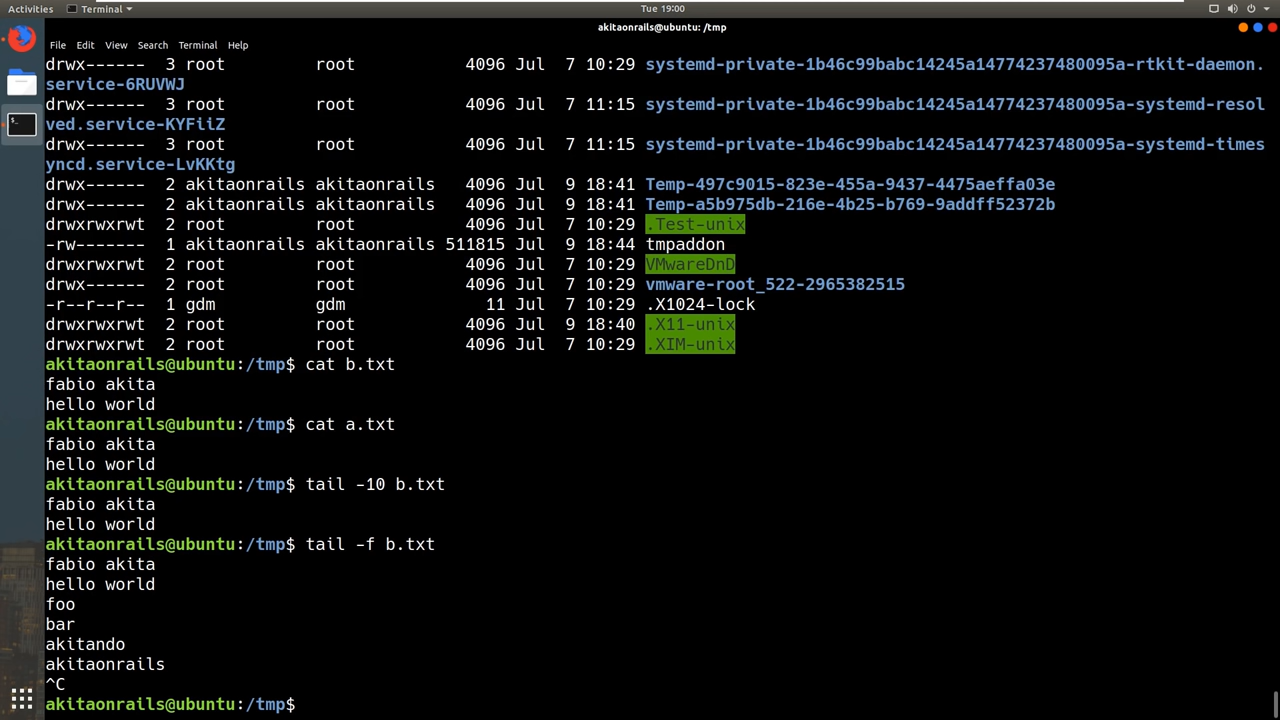 Activities Terminal Tue 19:00
akitaonrails@ubuntu: /tmp
File Edit View Search Terminal Help
drwx------ 3 root root 4096 Jul 7 10:29 systemd-private-1b46c99babc14245a14774237480095a-rtkit-daemon.
service-6RUVWJ
drwx------ 3 root root 4096 Jul 7 11:15 systemd-private-1b46c99babc14245a14774237480095a-systemd-resol
ved.service-KYFiiZ
drwx------ 3 root root 4096 Jul 7 11:15 systemd-private-1b46c99babc14245a14774237480095a-systemd-times
yncd.service-LvKKtg
drwx------ 2 akitaonrails akitaonrails 4096 Jul 9 18:41 Temp-497c9015-823e-455a-9437-4475aeffa03e
drwx------ 2 akitaonrails akitaonrails 4096 Jul 9 18:41 Temp-a5b975db-216e-4b25-b769-9addff52372b
drwxrwxrwt 2 root root 4096 Jul 7 10:29 .Test-unix
-rw------- 1 akitaonrails akitaonrails 511815 Jul 9 18:44 tmpaddon
drwxrwxrwt 2 root root 4096 Jul 7 10:29 VMwareDnD
drwxrwxrwt 2 root root 4096 Jul 7 10:29 vmware-root_522-2965382515
-r--r--r-- 1 gdm gdm 11 Jul 7 10:29 .X1024-lock
drwxrwxrwt 2 root root 4096 Jul 9 18:40 .X11-unix
drwxrwxrwt 2 root root 4096 Jul 7 10:29 .XIM-unix
akitaonrails@ubuntu:/tmp$ cat b.txt
fabio akita
hello world
akitaonrails@ubuntu:/tmp$ cat a.txt
fabio akita
hello world
akitaonrails@ubuntu:/tmp$ tail -10 b.txt
fabio akita
hello world
akitaonrails@ubuntu:/tmp$ tail -f b.txt
fabio akita
hello world
foo
bar
akitando
akitaonrails
^C
akitaonrails@ubuntu:/tmp$